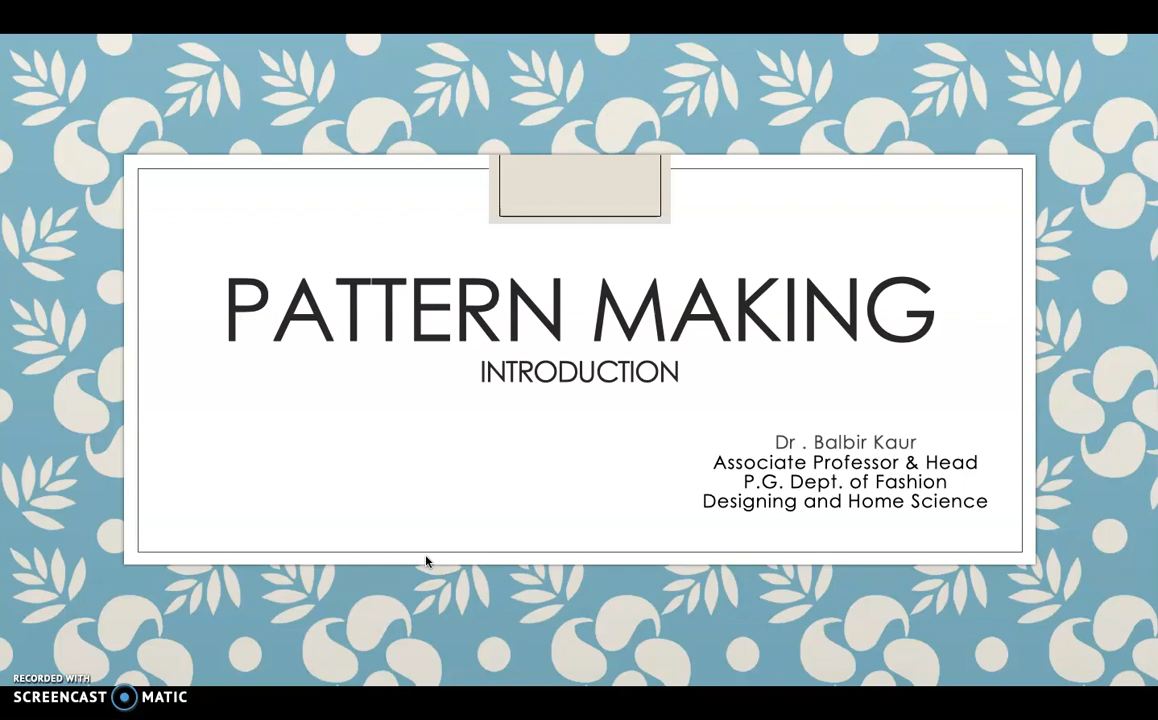 PATTERN MAKING
INTRODUCTION
Dr . Balbir Kaur
Associate Professor & Head
P.G. Dept. of Fashion
Designing and Home Science
RECORDED WITH
SCREENCAST MATIC